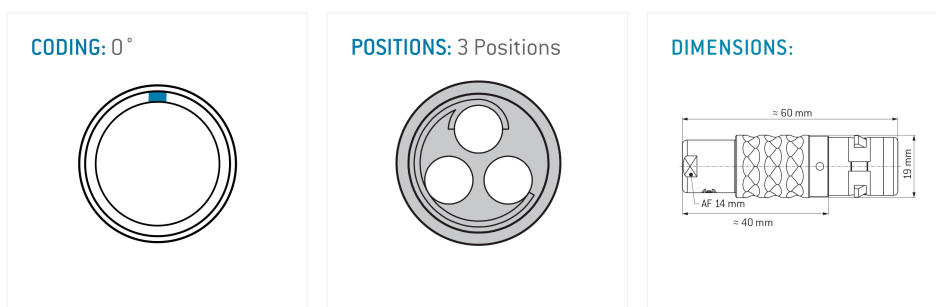 CODING: 0°
POSITIONS: 3 Positions
DIMENSIONS:
≈ 60 mm
19 mm
AF 14 mm
≈ 40 mm